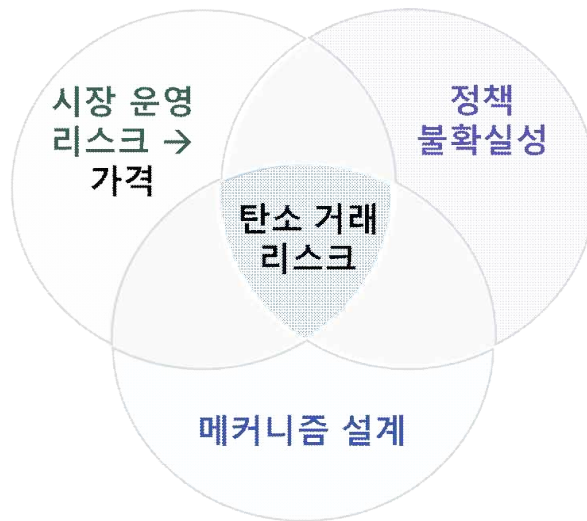 시장 운영
리스크 →
가격
정책
불확실성
탄소 거래
리스크
메커니즘 설계